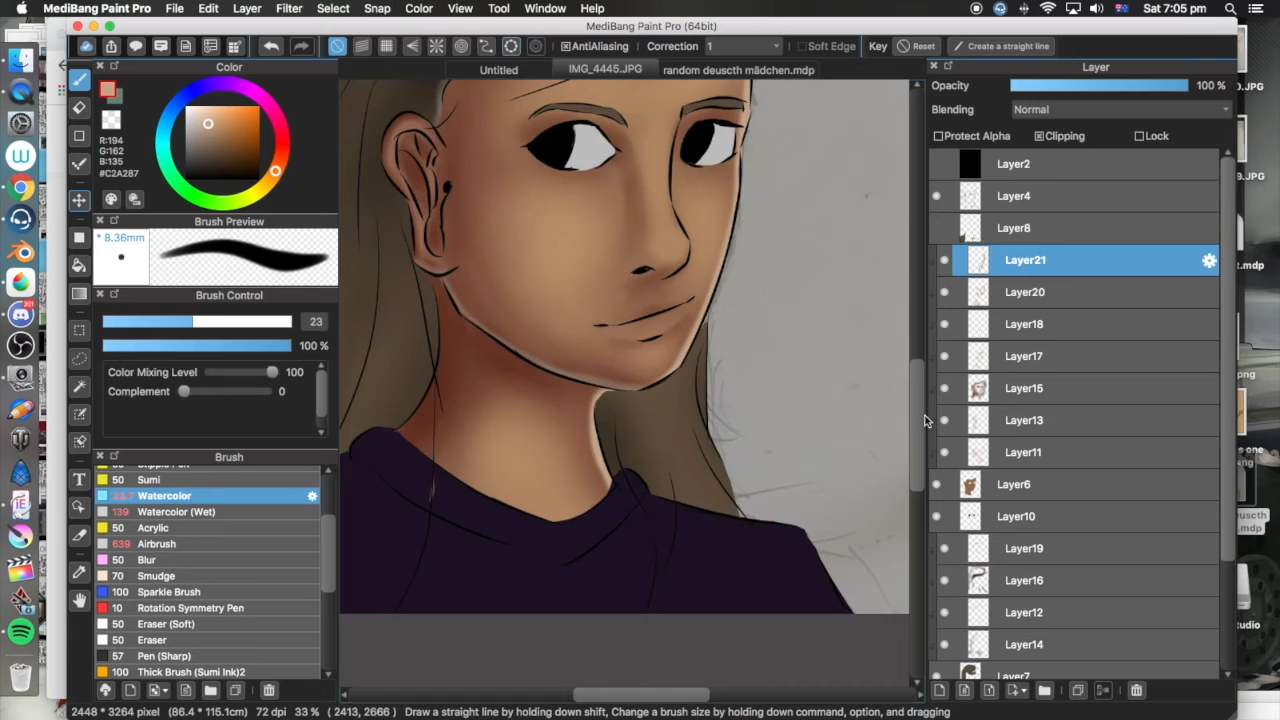 MediBang Paint Pro File Edit Layer Filter Select Snap Color View Tool Window Help Sat 7:05 pm
MediBang Paint Pro (64bit)
AntiAliasing Correction 1 Soft Edge Key Reset Create a straight line
Color
Untitled IMG_4445.JPG random deuscth mädchen.mdp
Layer
Opacity 100 %
Blending Normal
Protect Alpha Clipping Lock
R:194
G:162
B:135
#C2A287
Brush Preview
* 8.36mm
Brush Control
23
100 %
Color Mixing Level 100
Complement 0
Brush
50 Sumi
23.7 Watercolor
139 Watercolor (Wet)
50 Acrylic
639 Airbrush
50 Blur
70 Smudge
100 Sparkle Brush
10 Rotation Symmetry Pen
50 Eraser (Soft)
50 Eraser
57 Pen (Sharp)
100 Thick Brush (Sumi Ink)2
Layer2
Layer4
Layer8
Layer21
Layer20
Layer18
Layer17
Layer15
Layer13
Layer11
Layer6
Layer10
Layer19
Layer16
Layer12
Layer14
Layer7
2448 * 3264 pixel (86.4 * 115.1cm) 72 dpi 33 % ( 2413, 2666 ) Draw a straight line by holding down shift, Change a brush size by holding down command, option, and dragging